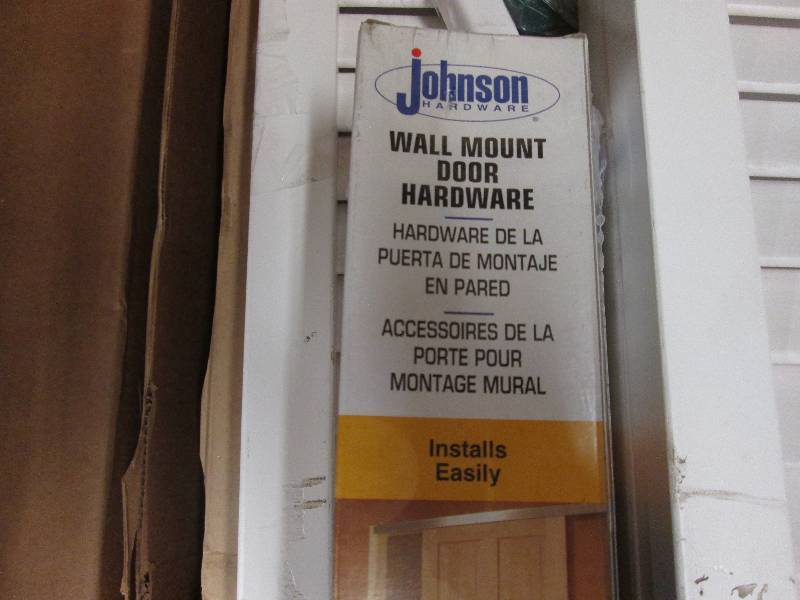 Johnson
HARDWARE
®
WALL MOUNT
DOOR
HARDWARE
HARDWARE DE LA
PUERTA DE MONTAJE
EN PARED
ACCESSOIRES DE LA
PORTE POUR
MONTAGE MURAL
Installs
Easily